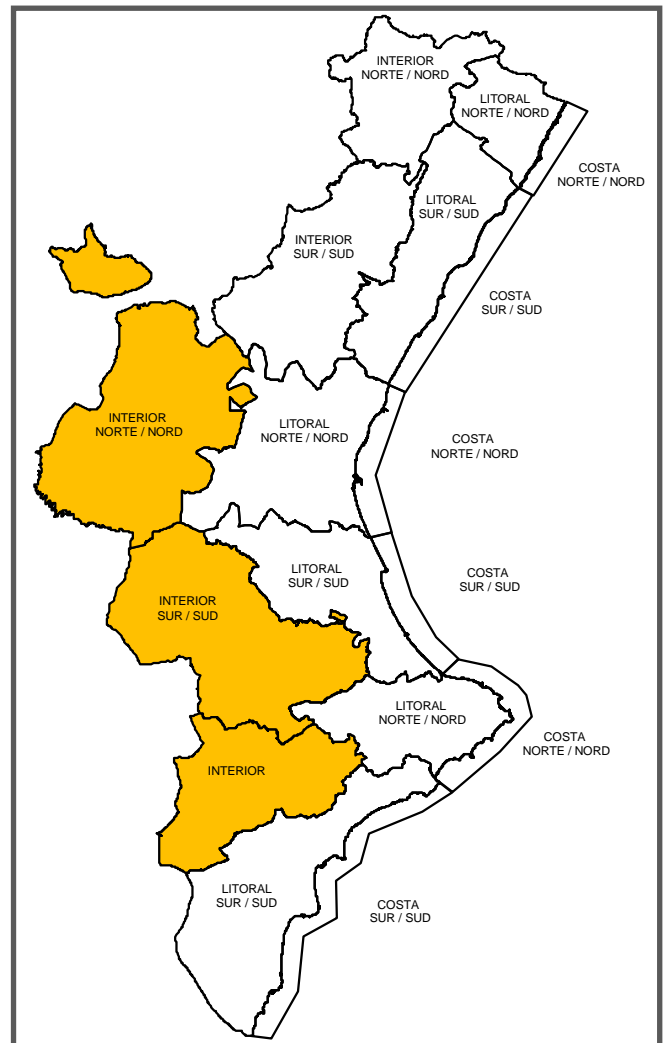 INTERIOR
NORTE / NORD
LITORAL
NORTE / NORD
COSTA
NORTE / NORD
LITORAL
SUR / SUD
INTERIOR
SUR / SUD
COSTA
SUR / SUD
INTERIOR
NORTE / NORD
LITORAL
NORTE / NORD
COSTA
NORTE / NORD
LITORAL
SUR / SUD
COSTA
SUR / SUD
INTERIOR
SUR / SUD
LITORAL
NORTE / NORD
COSTA
NORTE / NORD
INTERIOR
LITORAL
SUR / SUD
COSTA
SUR / SUD